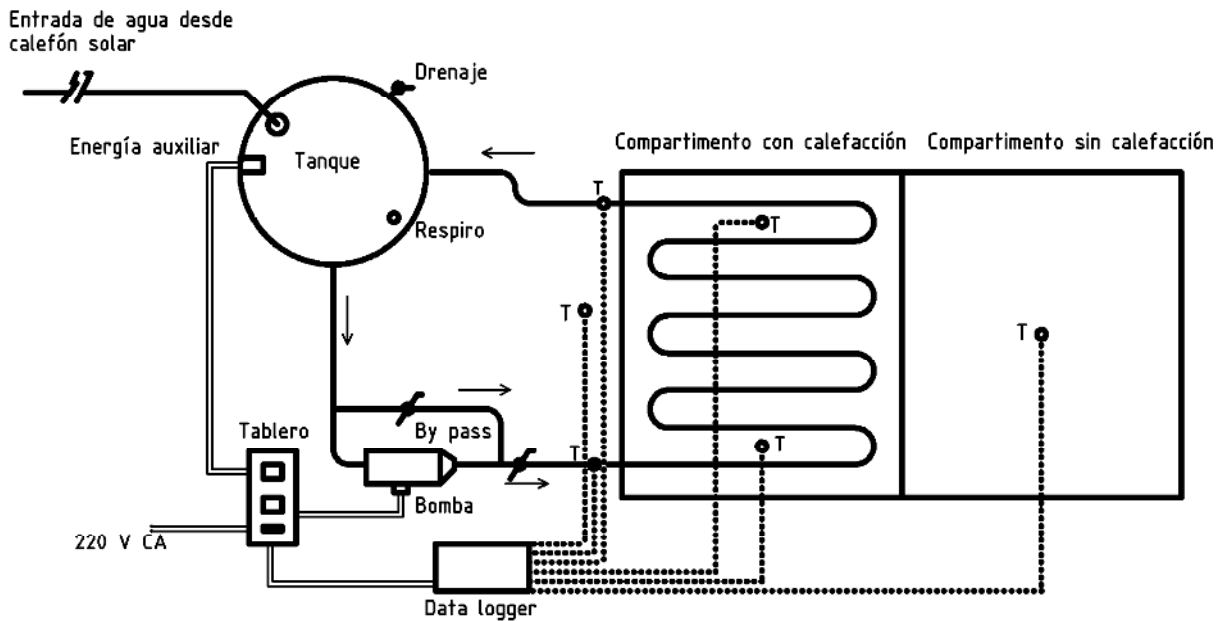 Entrada de agua desde
calefón solar
Drenaje
Energía auxiliar
Tanque
Compartimento con calefacción
Compartimento sin calefacción
T
T
Respiro
T
T
By pass
Tablero
T
T
Bomba
220 V CA
Data logger